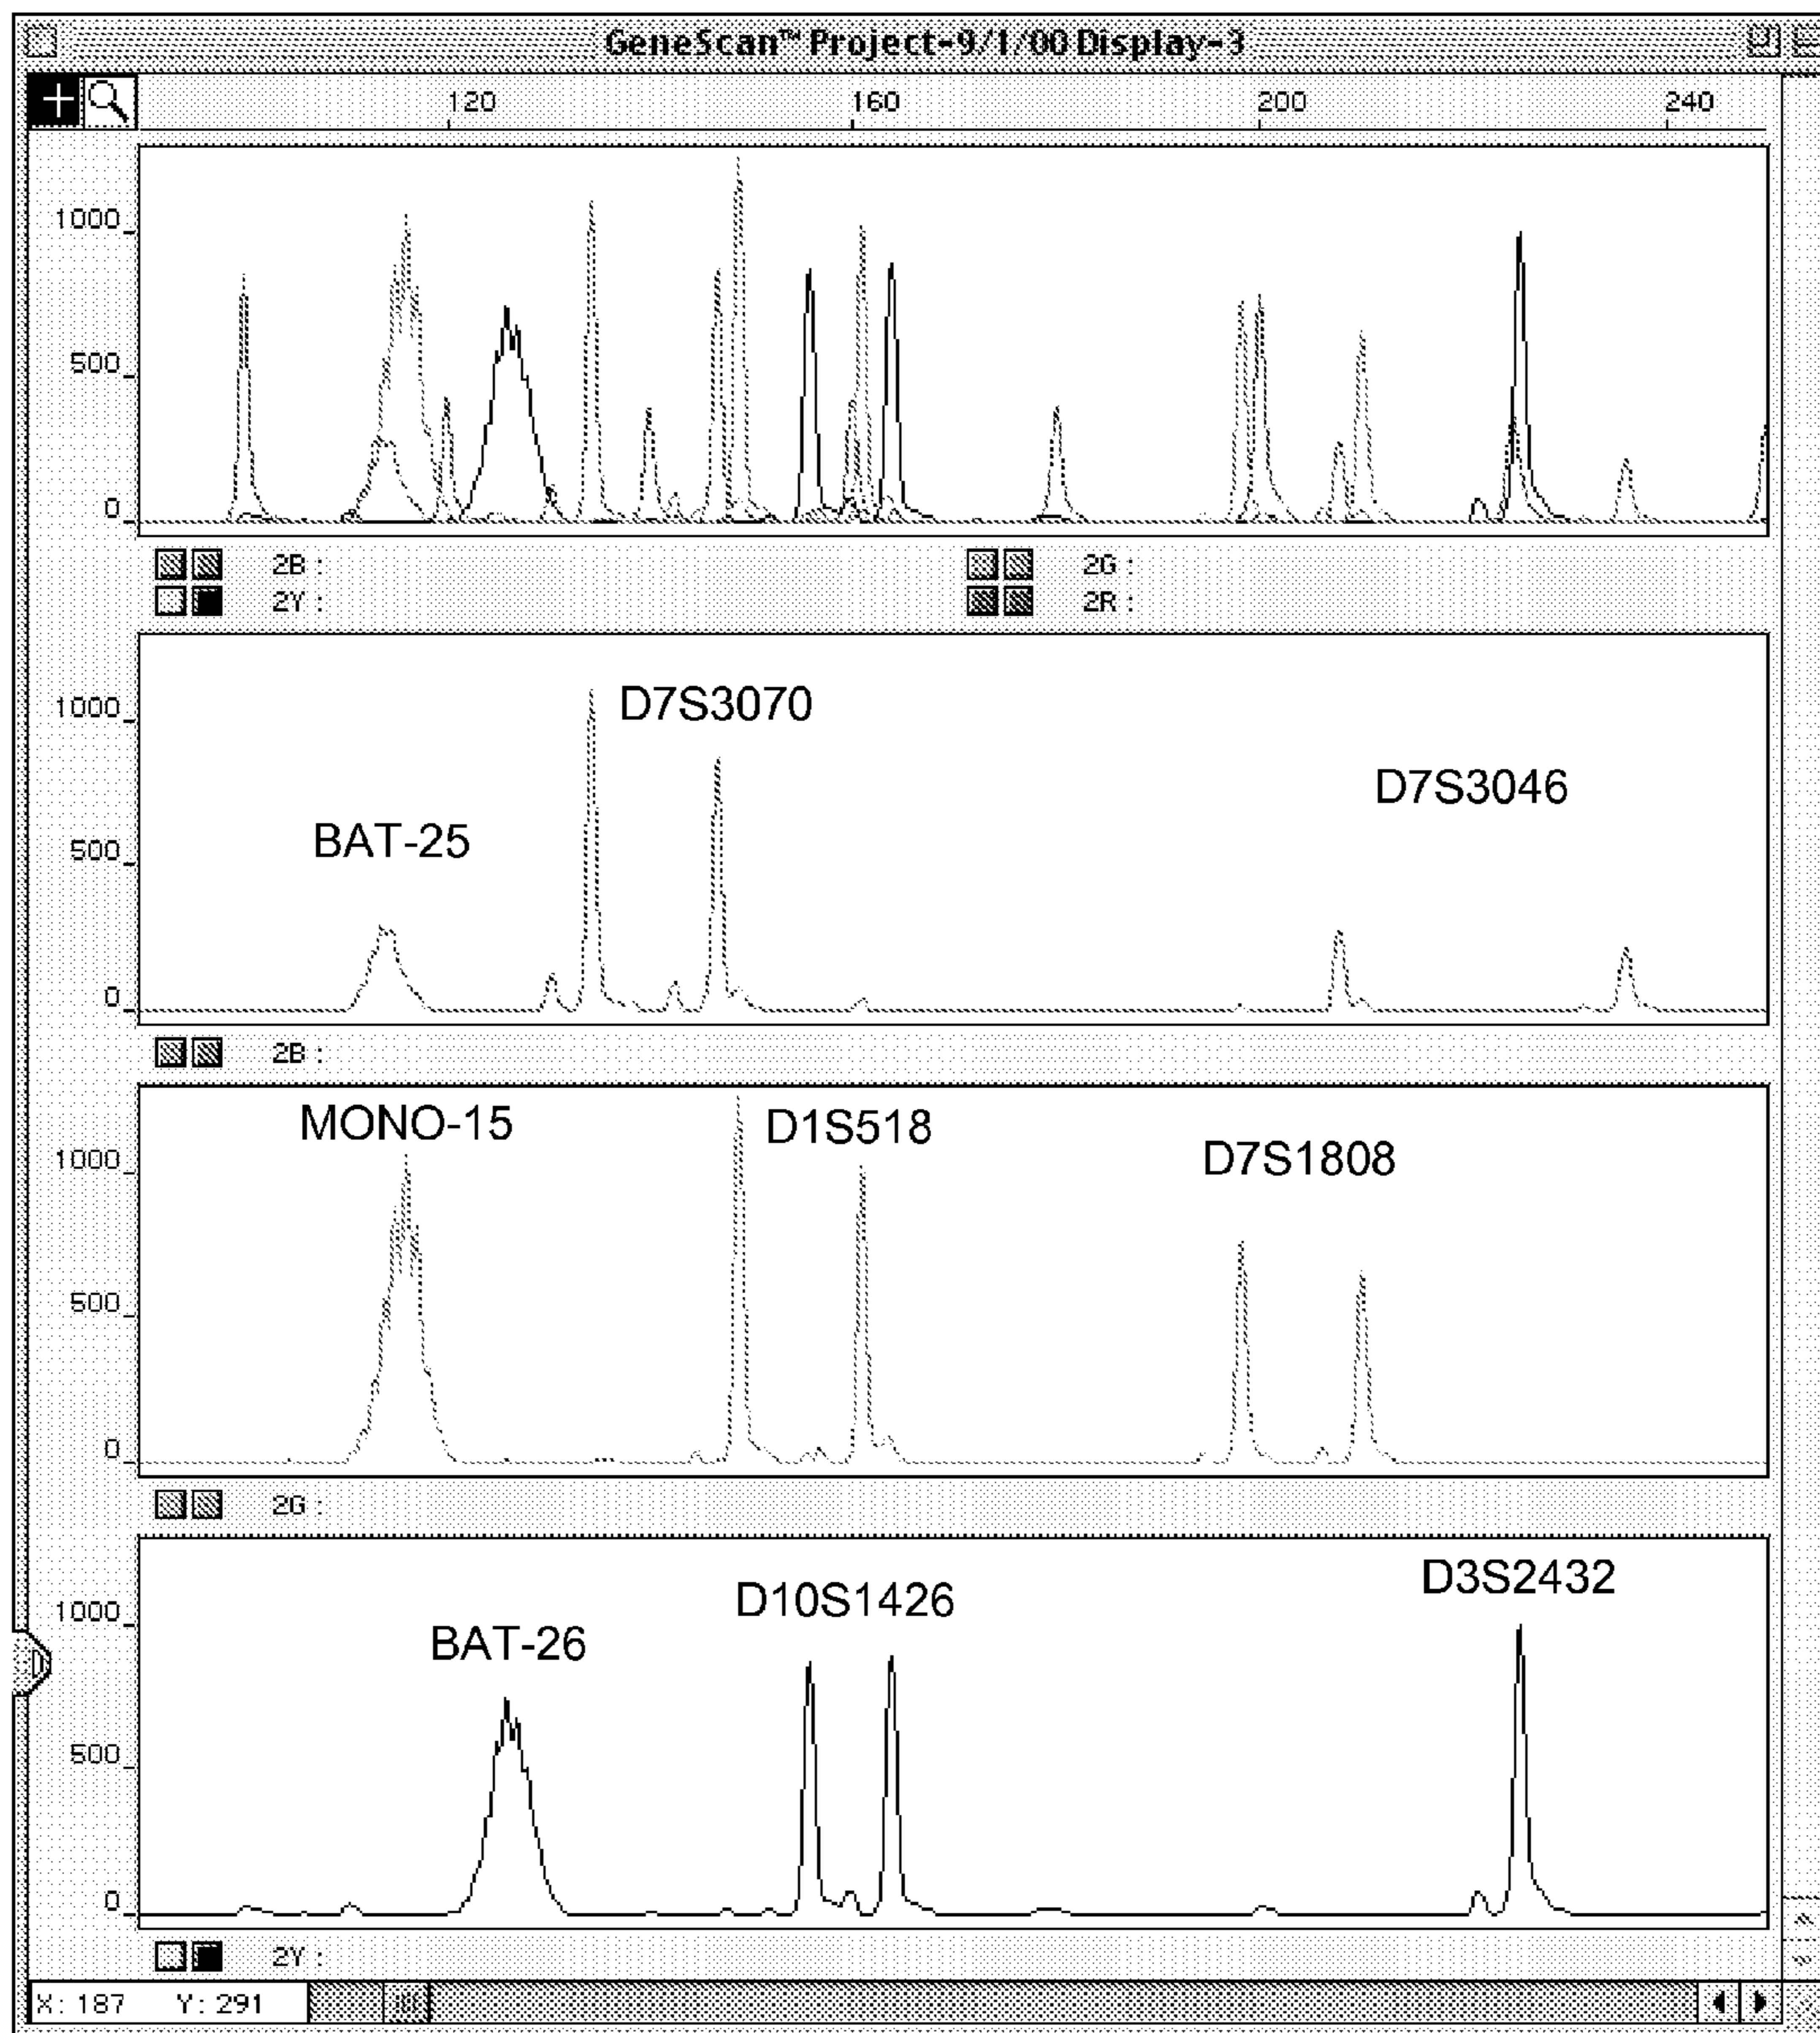 GeneScan™ Project-9/1/00 Display-3
120 160 200 240
1000
500
0
2B : 2G :
2Y : 2R :
D7S3070
1000
D7S3046
BAT-25
500
0
2B :
MONO-15 D1S518
D7S1808
1000
500
0
2G :
D3S2432
D10S1426
1000
BAT-26
500
0
2Y :
X: 187 Y: 291